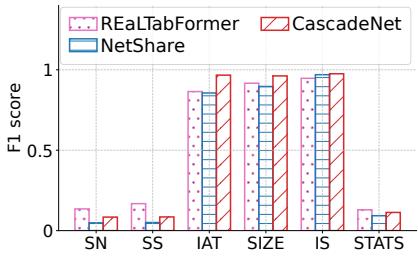 REaLTabFormer
NetShare
CascadeNet
F1 score
1
0.5
0
SN SS IAT SIZE IS STATS